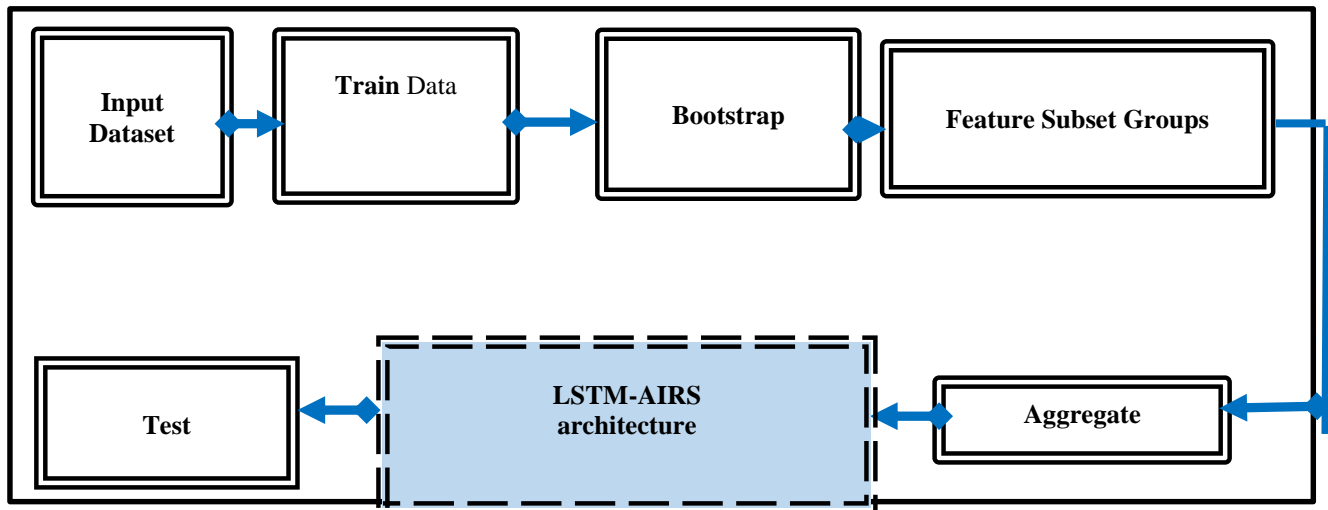 Input
Dataset
Train Data
Bootstrap
Feature Subset Groups
Test
LSTM-AIRS
architecture
Aggregate